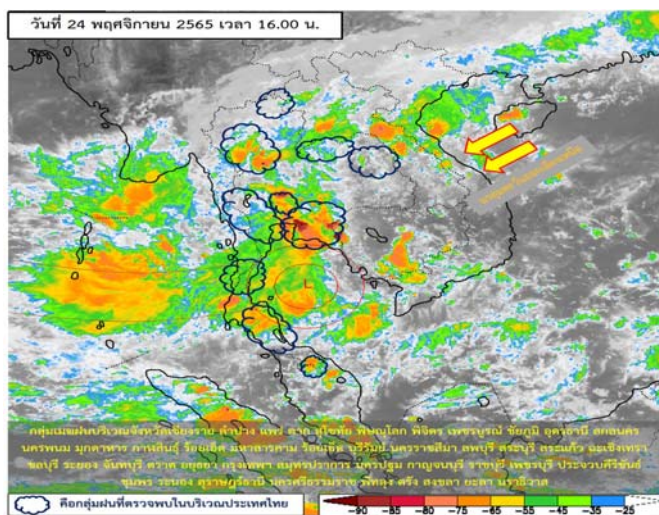 วันที่ 24 พฤศจิกายน 2565 เวลา 16.00 น.
L
กลุ่มเมฆฝนบริเวณจังหวัดเชียงราย ลำปาง แพร่ ตาก สุโขทัย พิษณุโลก พิจิตร เพชรบูรณ์ ชัยภูมิ อุดรธานี สกลนคร
นครพนม มุกดาหาร กาฬสินธุ์ ร้อยเอ็ด มหาสารคาม ร้อยเอ็ด บุรีรัมย์ นครราชสีมา ลพบุรี สระบุรี สระแก้ว ฉะเชิงเทรา
ชลบุรี ระยอง จันทบุรี ตราด อยุธยา กรุงเทพฯ สมุทรปราการ นครปฐม กาญจนบุรี ราชบุรี เพชรบุรี ประจวบคีรีขันธ์
ชุมพร ระนอง สุราษฎร์ธานี นครศรีธรรมราช พัทลุง ตรัง สงขลา ยะลา นราธิวาส
คือกลุ่มฝนที่ตรวจพบในบริเวณประเทศไทย
-90 -85 -80 -75 -65 -55 -45 -35 -25